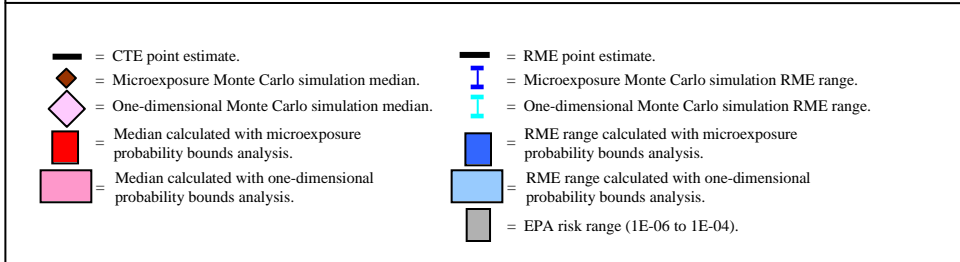 = CTE point estimate.
= Microexposure Monte Carlo simulation median.
= One-dimensional Monte Carlo simulation median.
= Median calculated with microexposure
probability bounds analysis.
= Median calculated with one-dimensional
probability bounds analysis.
= RME point estimate.
= Microexposure Monte Carlo simulation RME range.
= One-dimensional Monte Carlo simulation RME range.
= RME range calculated with microexposure
probability bounds analysis.
= RME range calculated with one-dimensional
probability bounds analysis.
= EPA risk range (1E-06 to 1E-04).